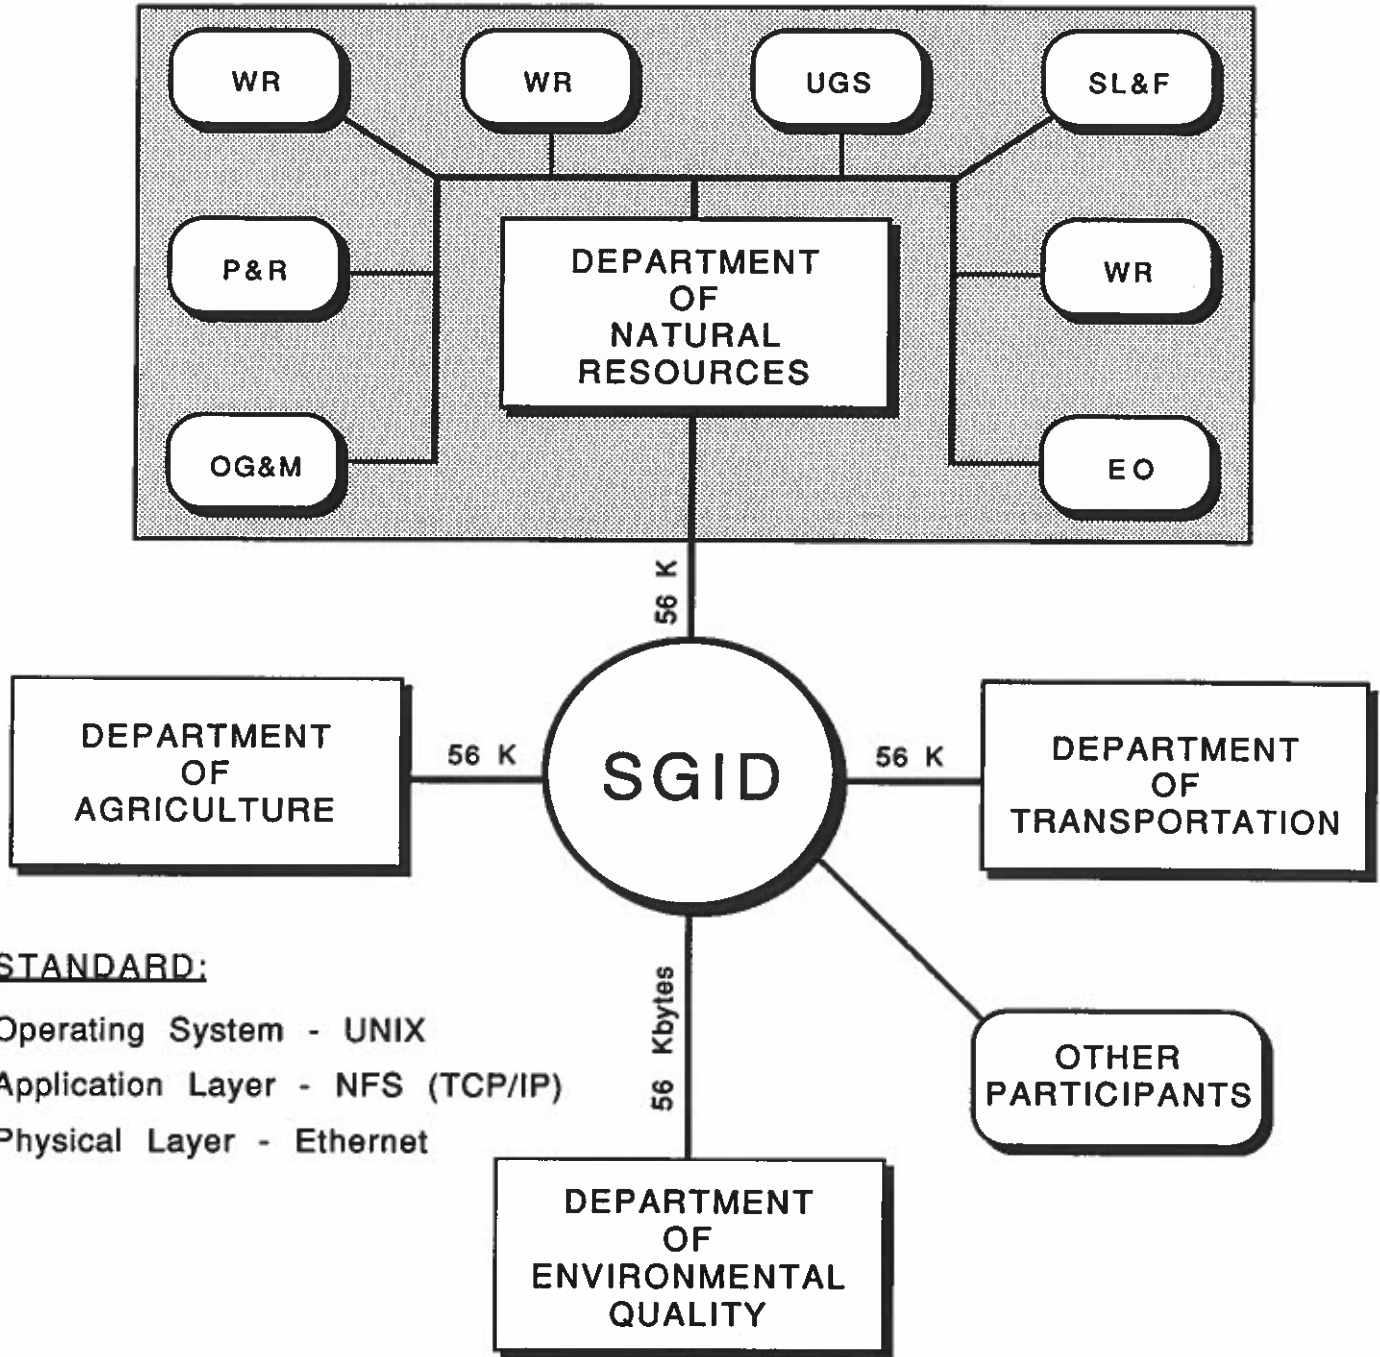 WR
WR
UGS
SL&F
P&R
DEPARTMENT
OF
NATURAL
RESOURCES
WR
OG&M
EO
56 K
DEPARTMENT
OF
AGRICULTURE
56 K
SGID
56 K
DEPARTMENT
OF
TRANSPORTATION
STANDARD:
Operating System - UNIX
Application Layer - NFS (TCP/IP)
Physical Layer - Ethernet
56 Kbytes
OTHER
PARTICIPANTS
DEPARTMENT
OF
ENVIRONMENTAL
QUALITY